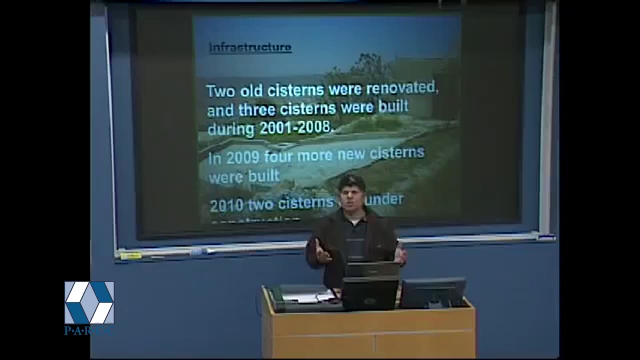 Infrastructure
Two old cisterns were renovated,
and three cisterns were built
during 2001-2008.
In 2009 four more new cisterns
were built
2010 two cisterns under
construction
P·A·R